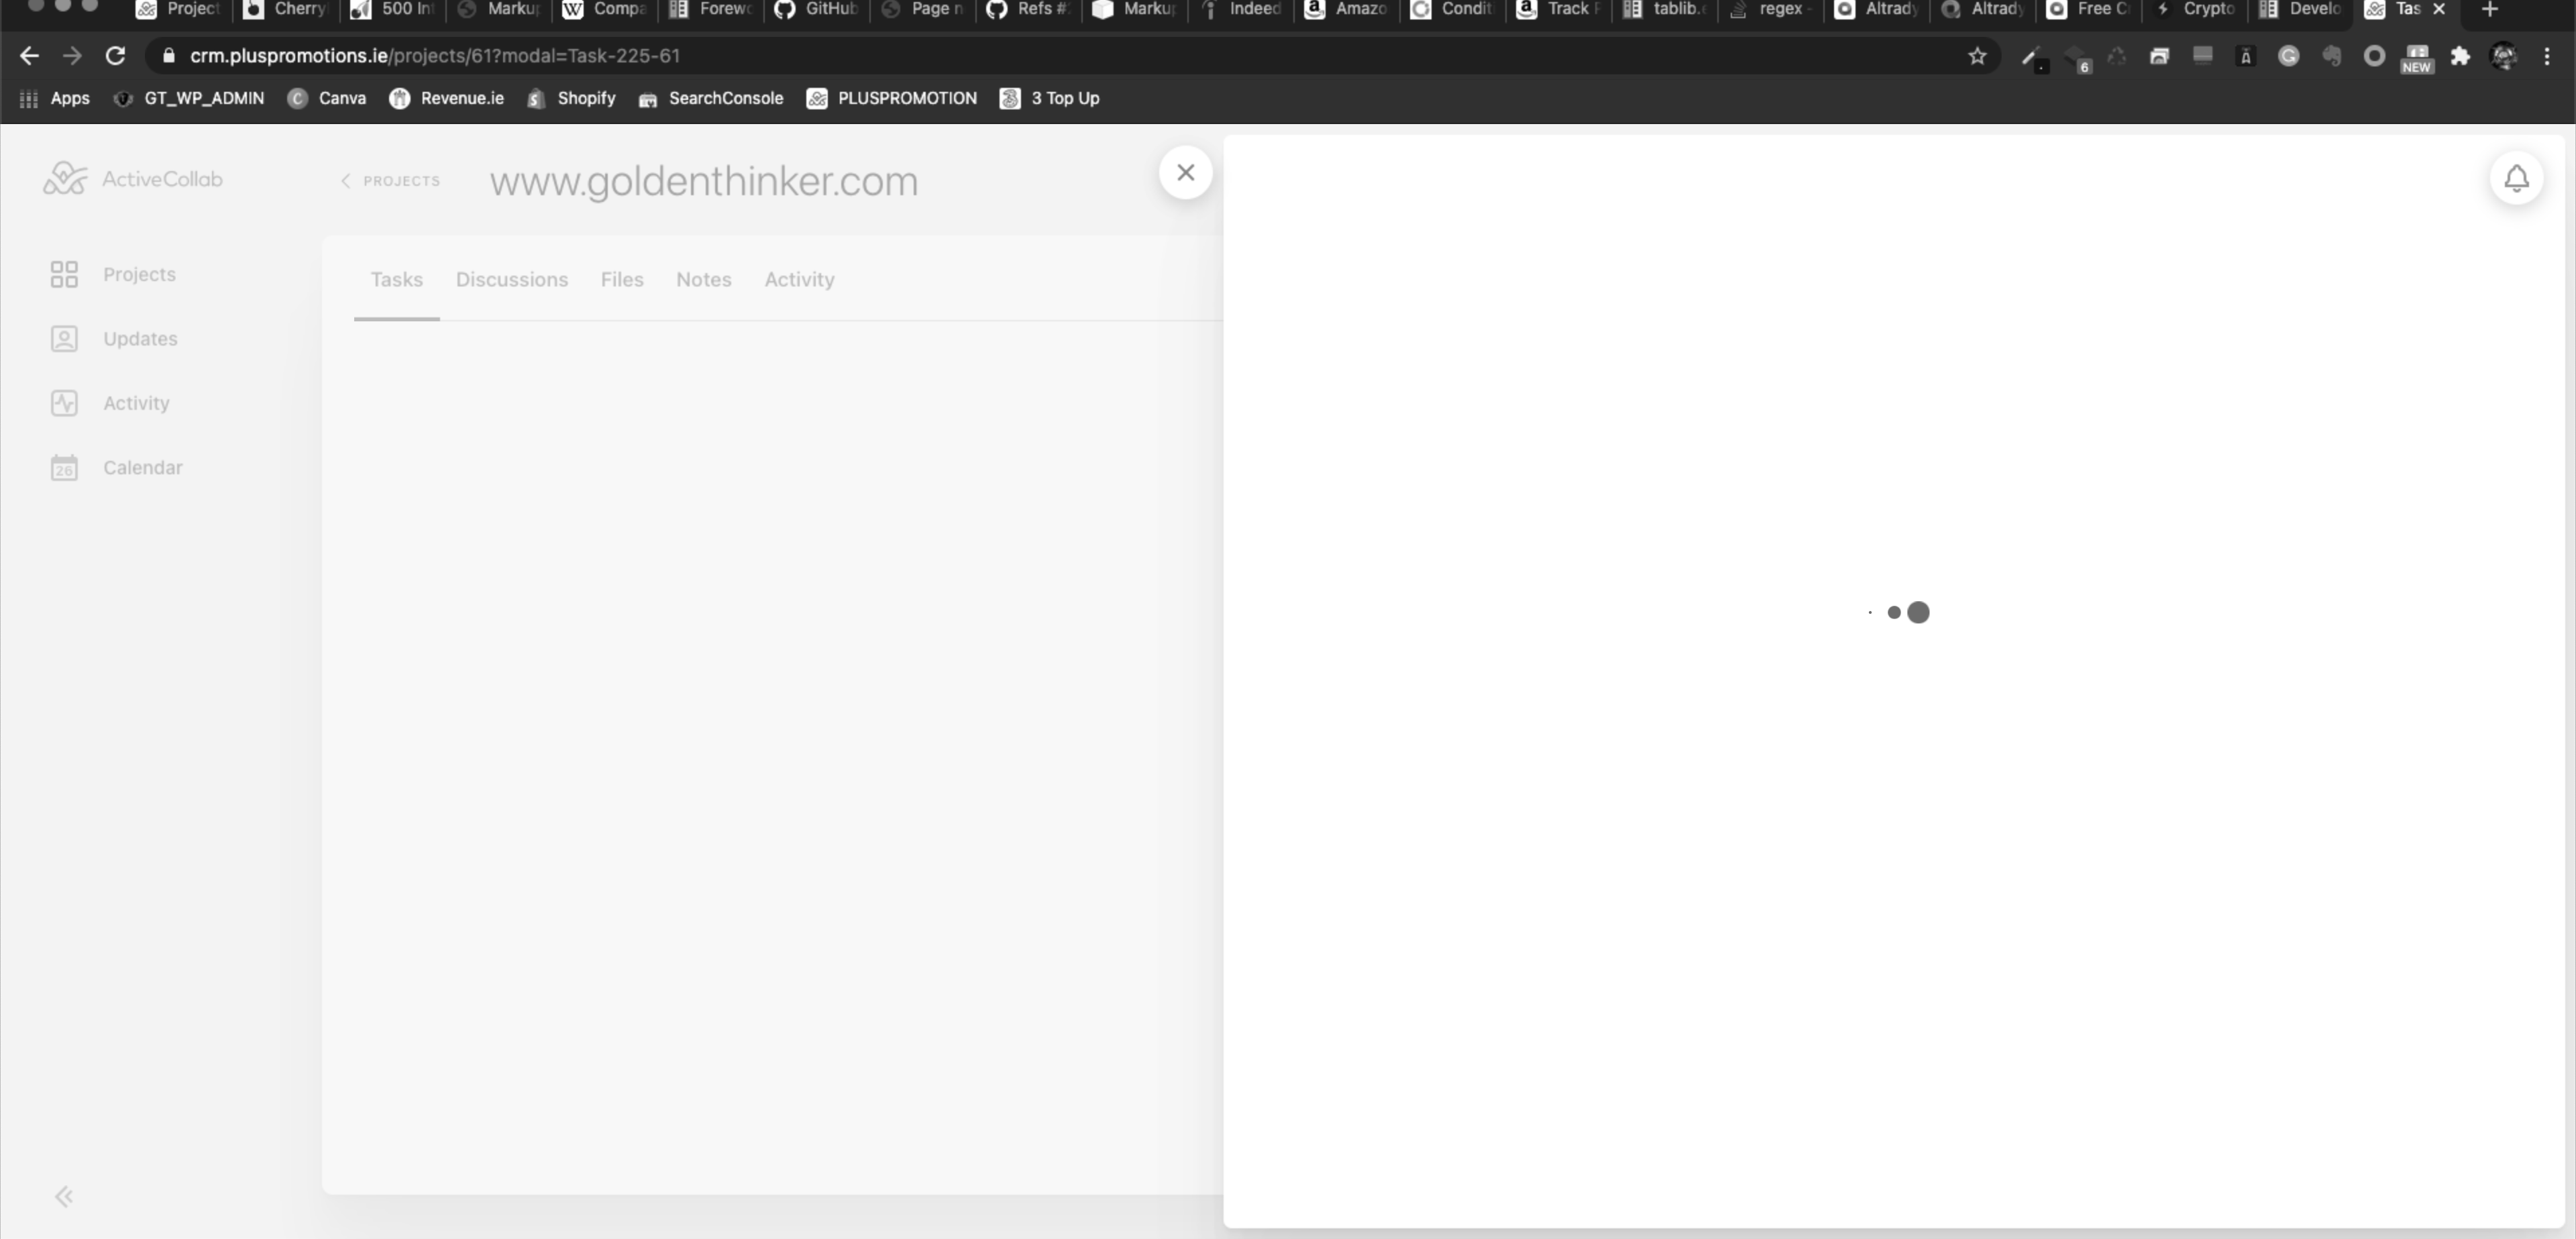 Project Cherry 500 Int Markup Compa Forewo GitHub Page n Refs # Markup Indeed Amazo Condit Track tablib. regex - Altrady Altrady Free C Crypto Develo Tas
crm.pluspromotions.ie/projects/61?modal=Task-225-61
6 NEW
Apps GT_WP_ADMIN Canva Revenue.ie Shopify SearchConsole PLUSPROMOTION 3 Top Up
ActiveCollab
PROJECTS
www.goldenthinker.com
Projects
Updates
Activity
26 Calendar
Tasks Discussions Files Notes Activity